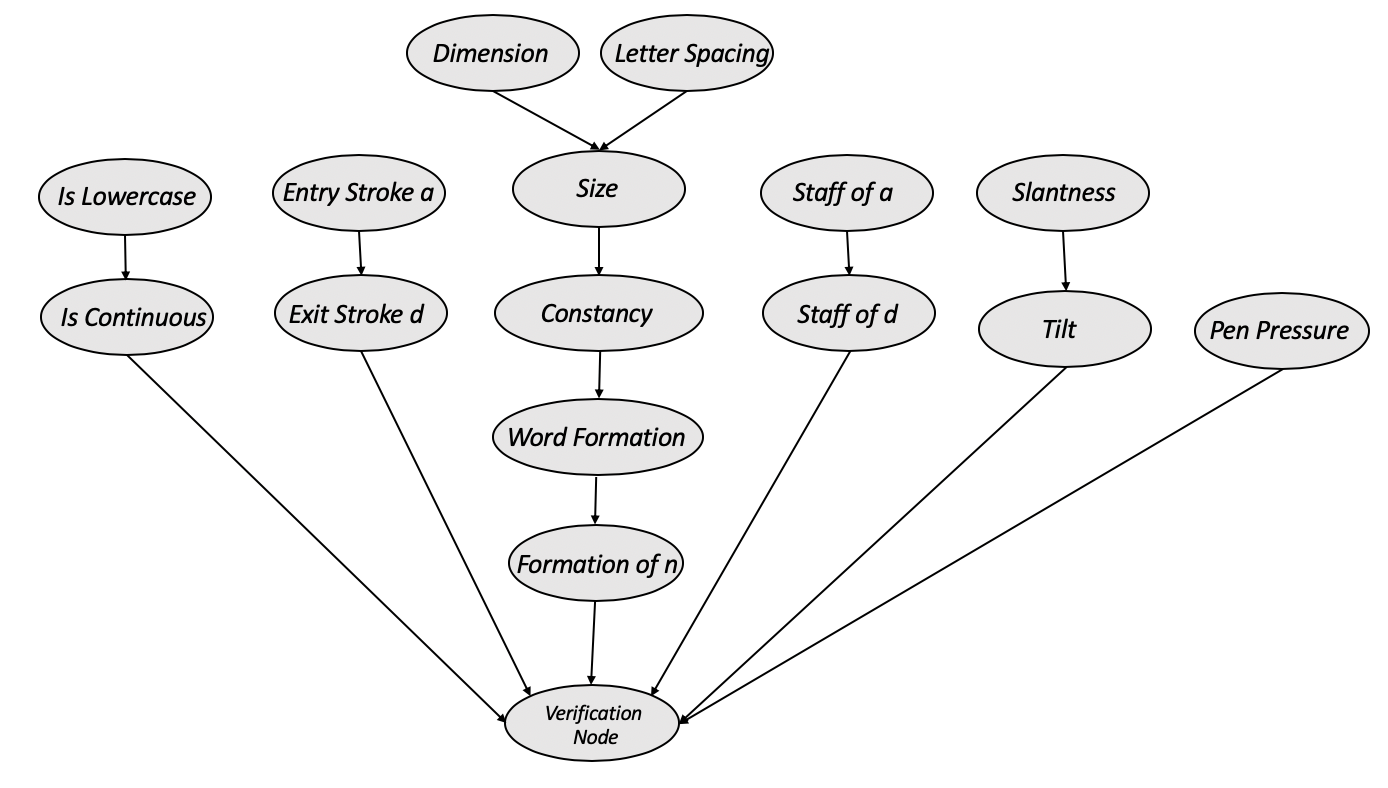 Dimension
Letter Spacing
Is Lowercase
Entry Stroke a
Size
Staff of a
Slantness
Is Continuous
Exit Stroke d
Constancy
Staff of d
Tilt
Pen Pressure
Word Formation
Formation of n
Verification
Node